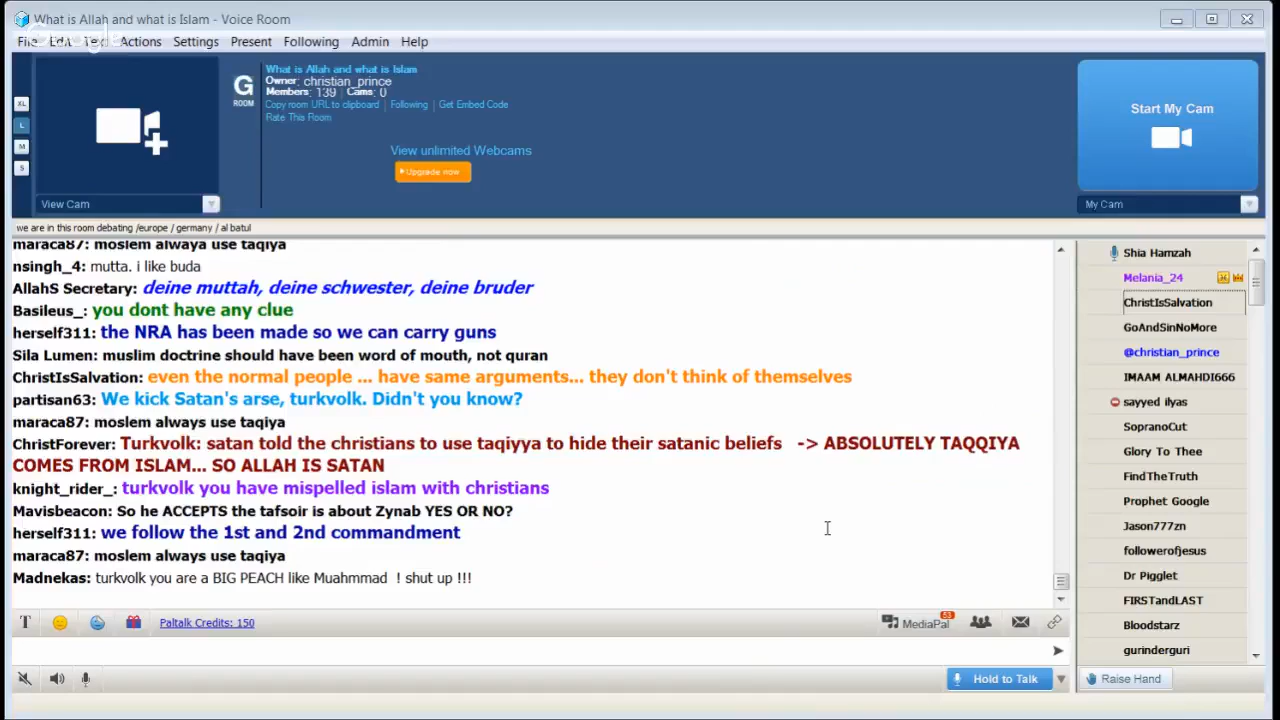 What is Allah and what is Islam - Voice Room
Google
File Edit Text Actions Settings Present Following Admin Help
XL
L
M
S
G
ROOM
What is Allah and what is Islam
Owner: christian_prince
Members: 139 Cams: 0
Copy room URL to clipboard | Following | Get Embed Code
Rate This Room
View unlimited Webcams
Upgrade now
Start My Cam
View Cam
My Cam
we are in this room debating /europe / germany / al batul
maraca87: moslem alwaya use taqiya
nsingh_4: mutta. i like buda
AllahS Secretary: deine muttah, deine schwester, deine bruder
Basileus_: you dont have any clue
herself311: the NRA has been made so we can carry guns
Sila Lumen: muslim doctrine should have been word of mouth, not quran
ChristIsSalvation: even the normal people ... have same arguments... they don't think of themselves
partisan63: We kick Satan's arse, turkvolk. Didn't you know?
maraca87: moslem always use taqiya
ChristForever: Turkvolk: satan told the christians to use taqiyya to hide their satanic beliefs -> ABSOLUTELY TAQQIYA
COMES FROM ISLAM... SO ALLAH IS SATAN
knight_rider_: turkvolk you have mispelled islam with christians
Mavisbeacon: So he ACCEPTS the tafsoir is about Zynab YES OR NO?
herself311: we follow the 1st and 2nd commandment
maraca87: moslem always use taqiya
Madnekas: turkvolk you are a BIG PEACH like Muahmmad ! shut up !!!
Shia Hamzah
Melania_24
ChristIsSalvation
GoAndSinNoMore
@christian_prince
IMAAM ALMAHDI666
sayyed ilyas
SopranoCut
Glory To Thee
FindTheTruth
Prophet Google
Jason777zn
followerofjesus
Dr Pigglet
FIRSTandLAST
Bloodstarz
gurinderguri
T
Paltalk Credits: 150
MediaPal
53
Hold to Talk
Raise Hand